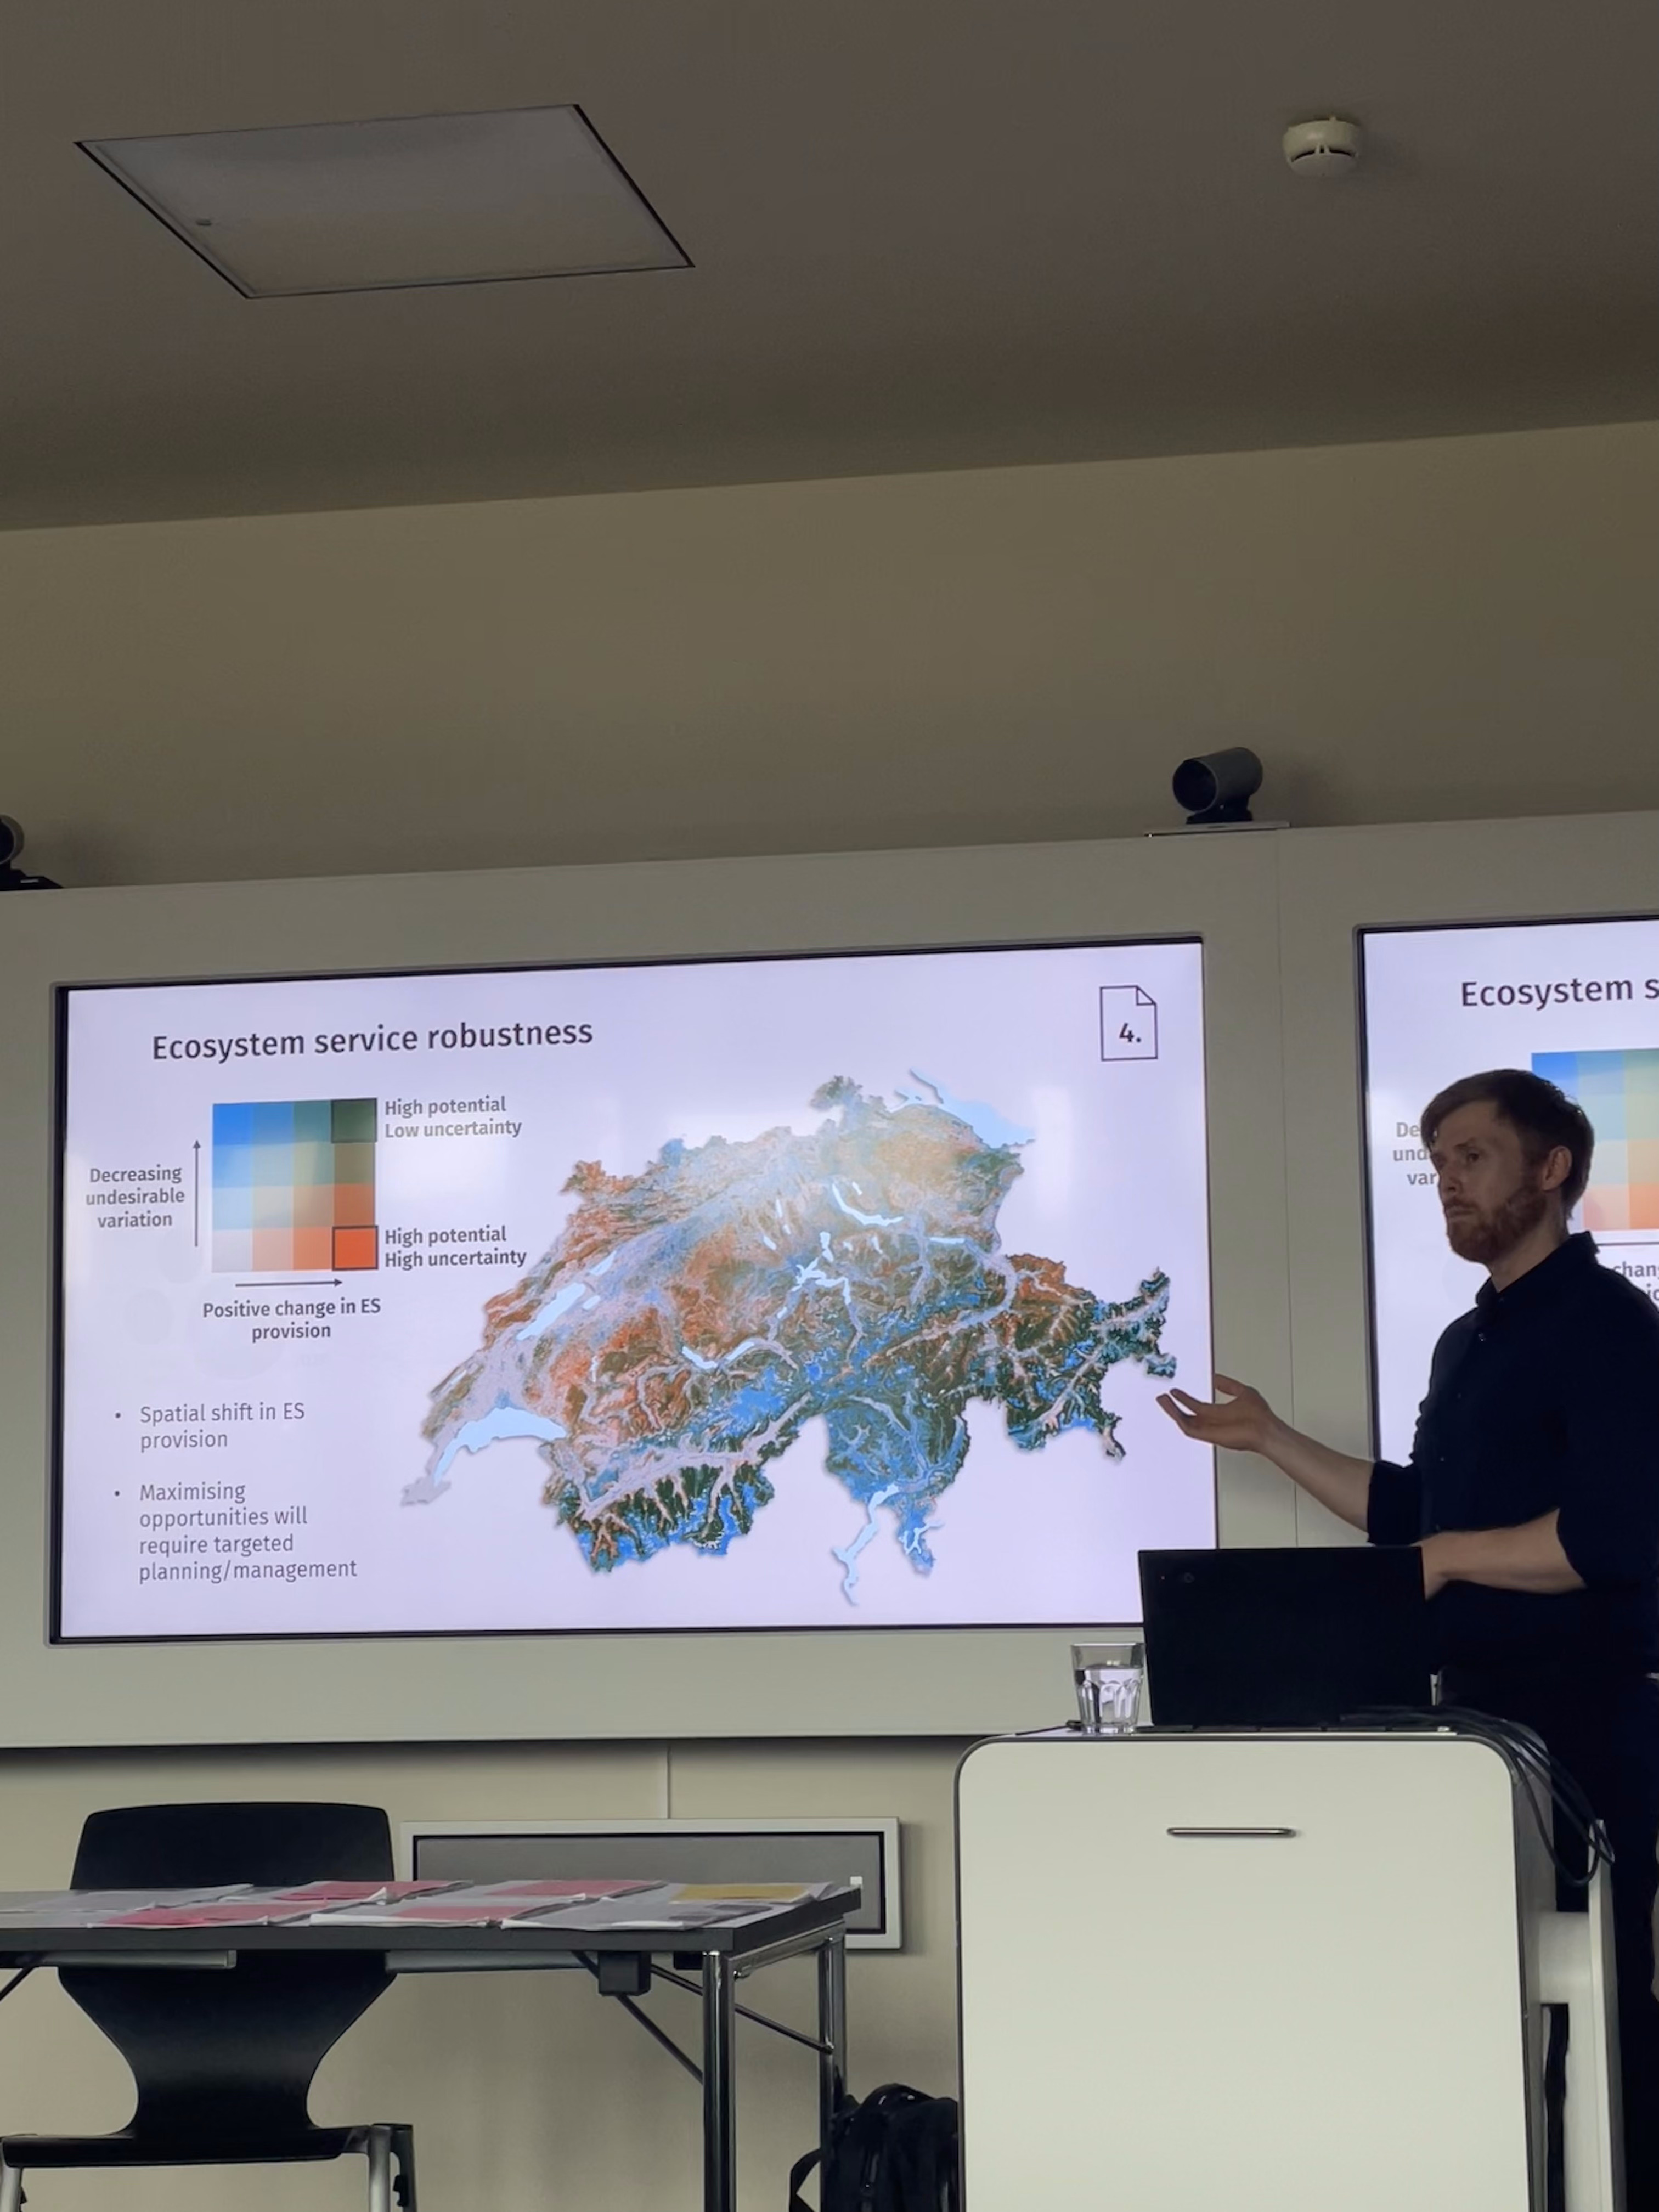 Ecosystem service robustness
4.
High potential
Low uncertainty
Decreasing
undesirable
variation
High potential
High uncertainty
Positive change in ES
provision
• Spatial shift in ES
provision
• Maximising
opportunities will
require targeted
planning/management
Ecosystem s
De
und
var
chang